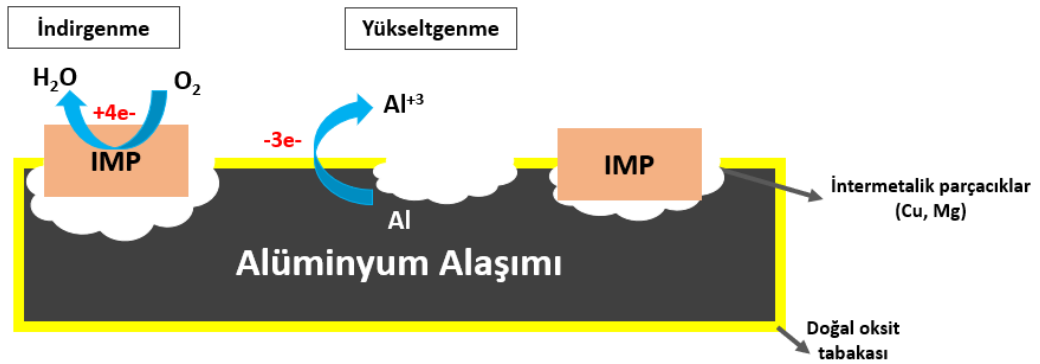 İndirgenme
Yükseltgenme
H₂O
O₂
+4e-
IMP
Al⁺³
-3e-
Al
IMP
İntermetalik parçacıklar
(Cu, Mg)
Alüminyum Alaşımı
Doğal oksit
tabakası